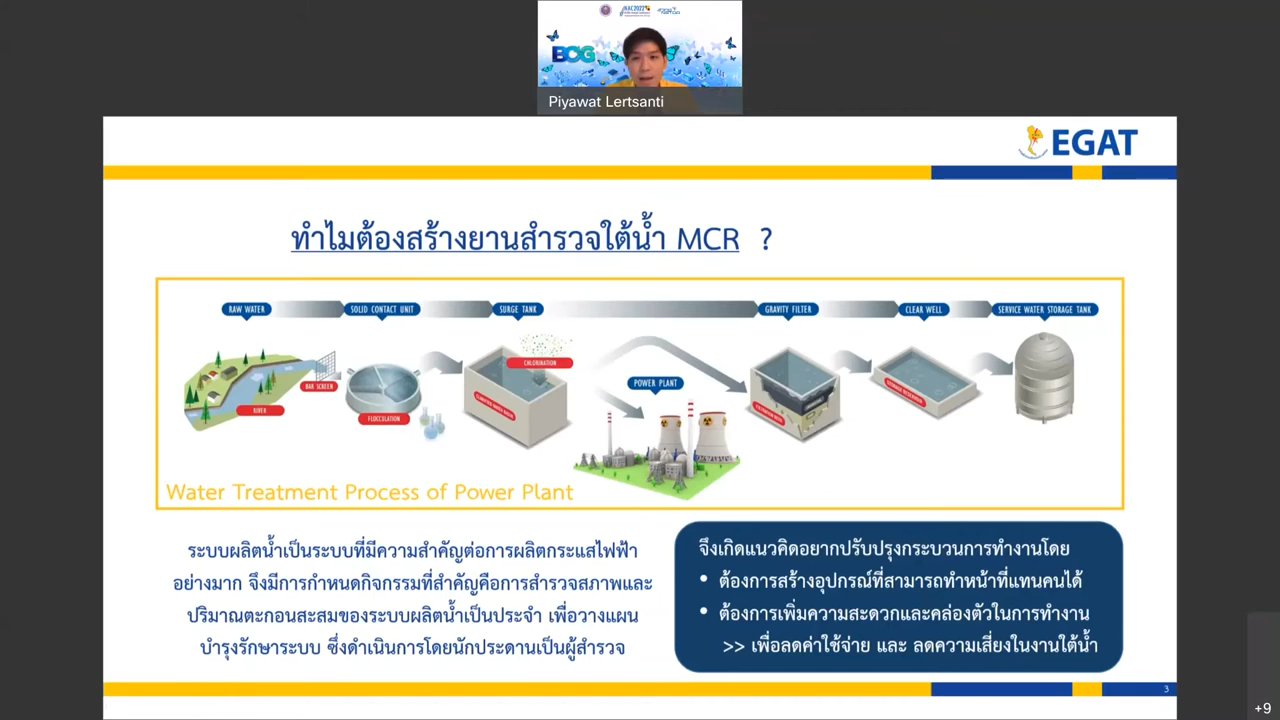 NAC2022
BCG
Piyawat Lertsanti
EGAT
ทำไมต้องสร้างยานสำรวจใต้น้ำ MCR ?
RAW WATER
SOLID CONTACT UNIT
SURGE TANK
GRAVITY FILTER
CLEAR WELL
SERVICE WATER STORAGE TANK
CHLORINATION
BAR SCREEN
POWER PLANT
RIVER
FLOCCULATION
Water Treatment Process of Power Plant
ระบบผลิตน้ำเป็นระบบที่มีความสำคัญต่อการผลิตกระแสไฟฟ้า
อย่างมาก จึงมีการกำหนดกิจกรรมที่สำคัญคือการสำรวจสภาพและ
ปริมาณตะกอนสะสมของระบบผลิตน้ำเป็นประจำ เพื่อวางแผน
บำรุงรักษาระบบ ซึ่งดำเนินการโดยนักประดานเป็นผู้สำรวจ
จึงเกิดแนวคิดอยากปรับปรุงกระบวนการทำงานโดย
• ต้องการสร้างอุปกรณ์ที่สามารถทำหน้าที่แทนคนได้
• ต้องการเพิ่มความสะดวกและคล่องตัวในการทำงาน
>> เพื่อลดค่าใช้จ่าย และ ลดความเสี่ยงในงานใต้น้ำ
3
+9